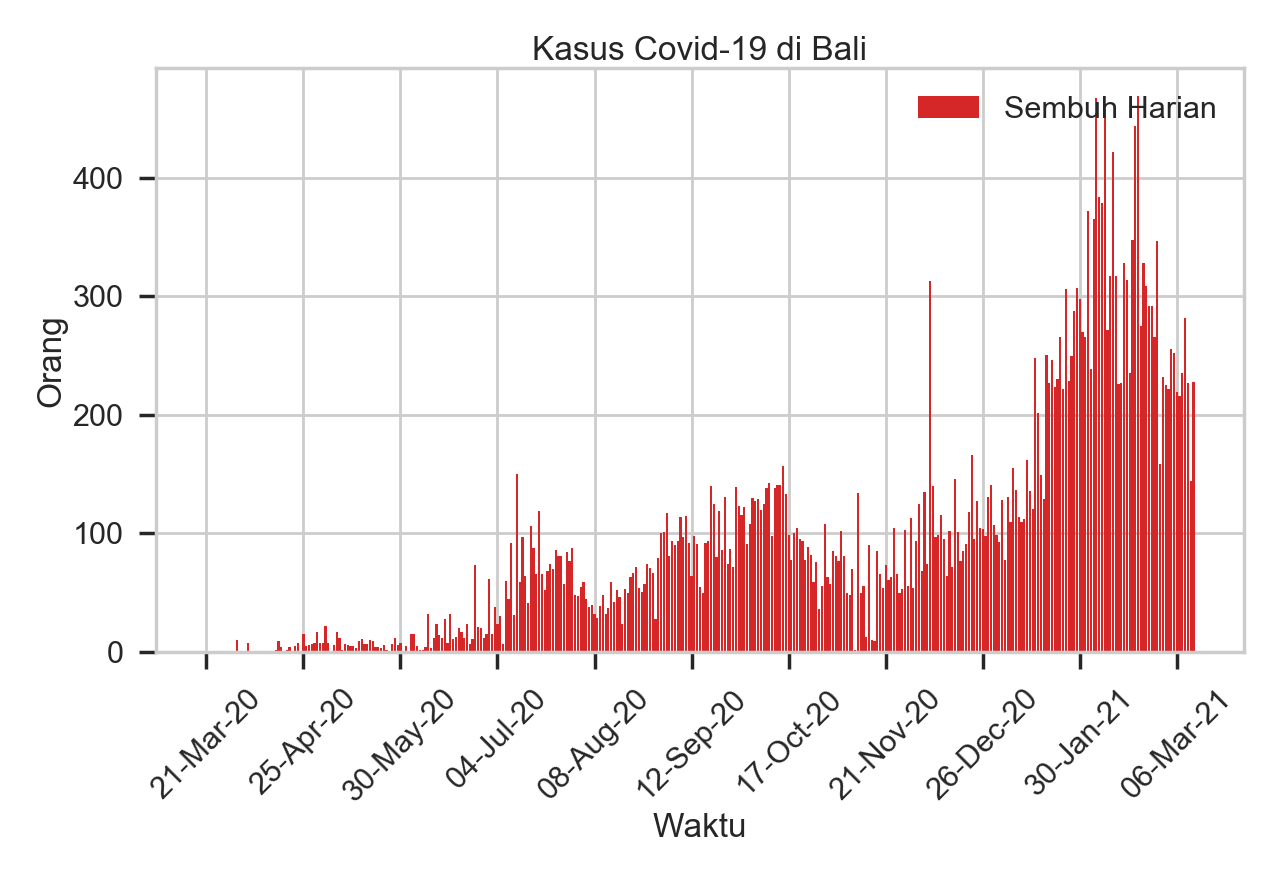 Kasus Covid-19 di Bali
Sembuh Harian
400
300
200
100
0
Orang
21-Mar-20
25-Apr-20
30-May-20
04-Jul-20
08-Aug-20
12-Sep-20
17-Oct-20
21-Nov-20
26-Dec-20
30-Jan-21
06-Mar-21
Waktu